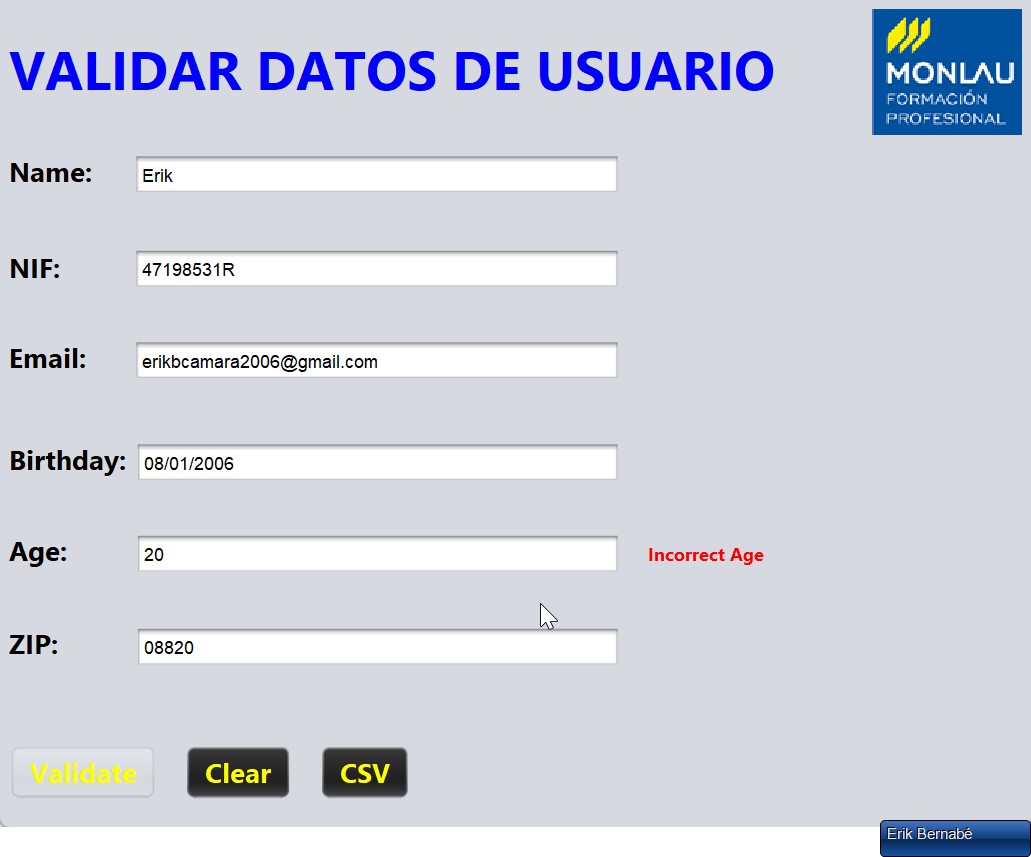 VALIDAR DATOS DE USUARIO
MONLAU
FORMACIÓN
PROFESIONAL
Name: Erik
NIF: 47198531R
Email: erikbcamara2006@gmail.com
Birthday: 08/01/2006
Age: 20 Incorrect Age
ZIP: 08820
Validate Clear CSV
Erik Bernabé